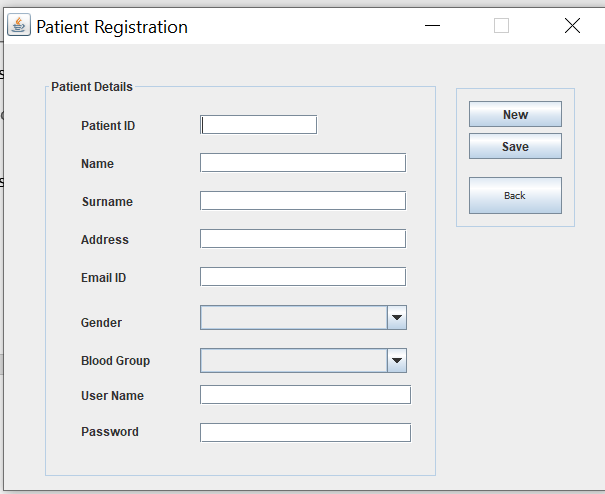 Patient Registration
Patient Details
Patient ID
Name
Surname
Address
Email ID
Gender
Blood Group
User Name
Password
New
Save
Back